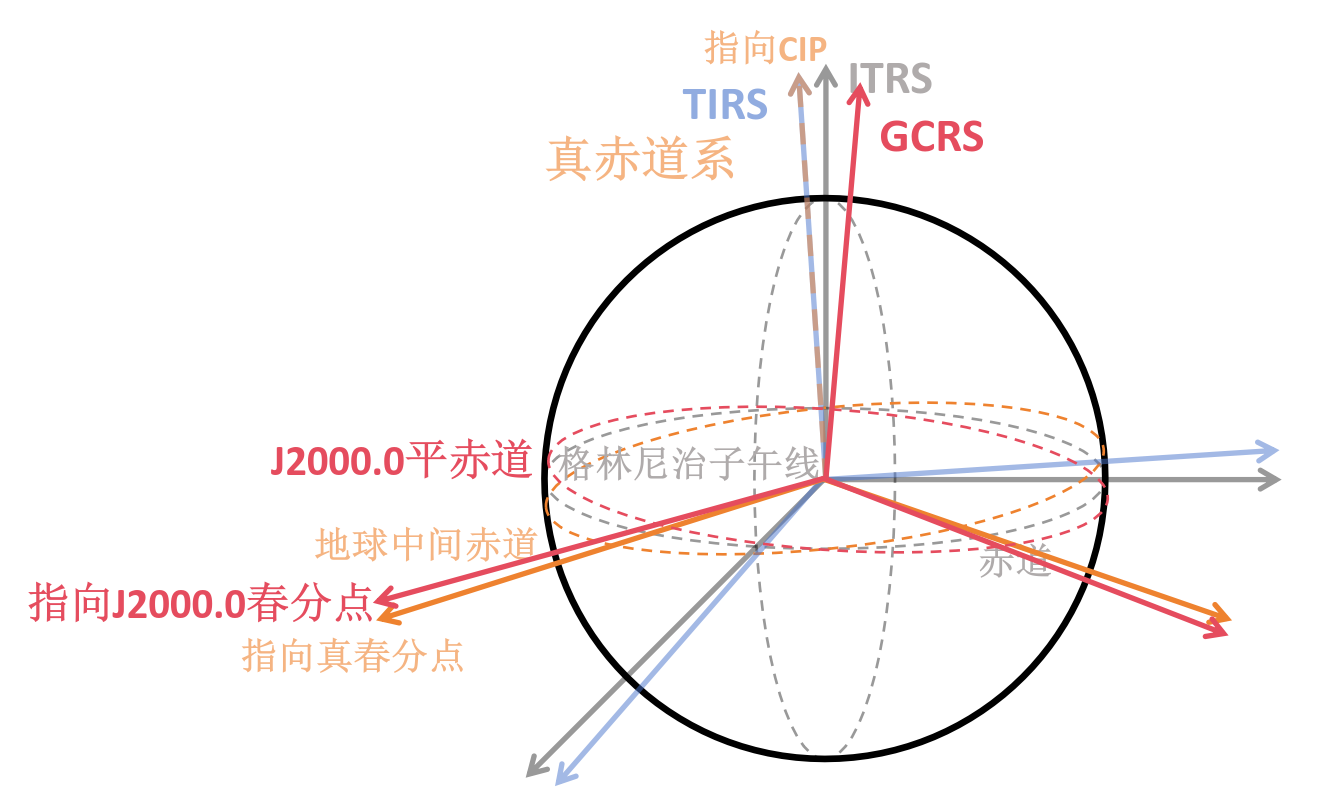 指向CIP
ITRS
TIRS
GCRS
真赤道系
J2000.0平赤道
格林尼治子午线
地球中间赤道
赤道
指向J2000.0春分点
指向真春分点